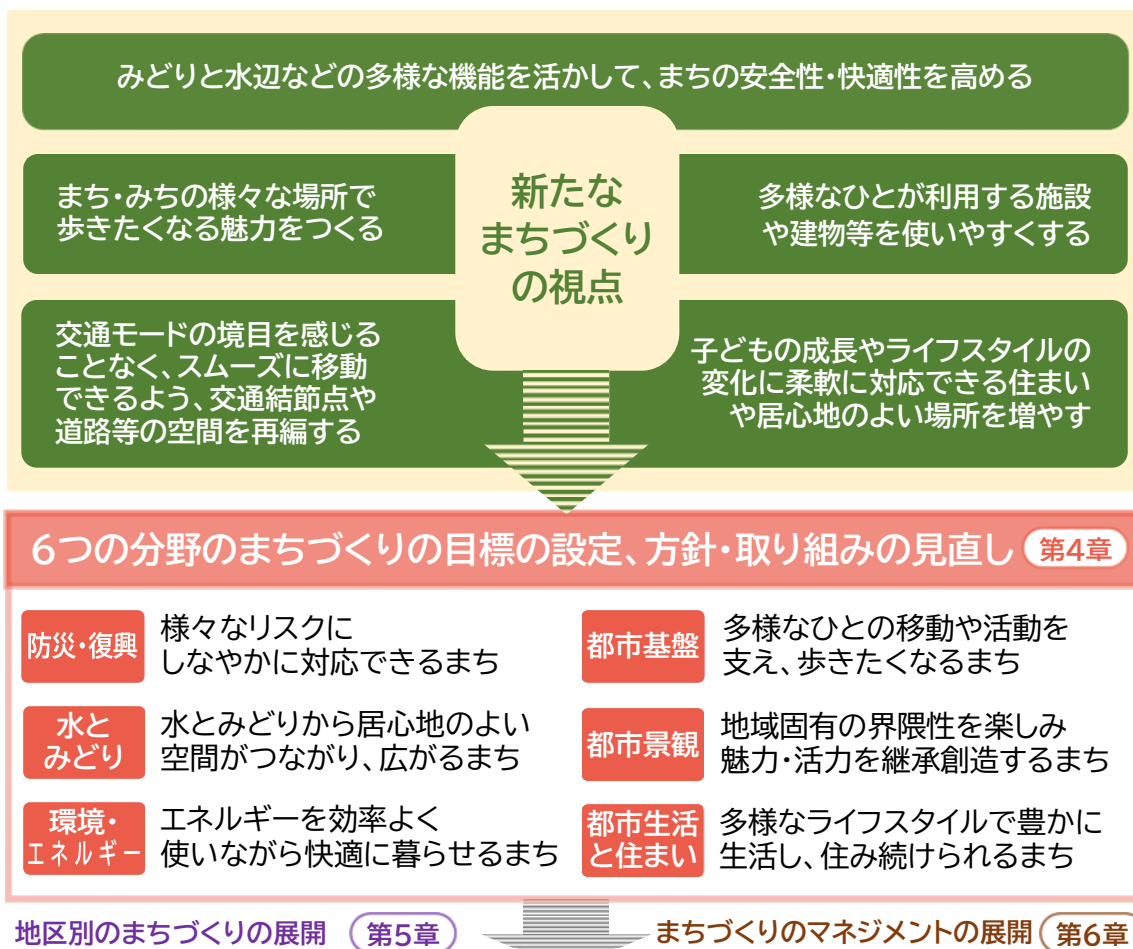 みどりと水辺などの多様な機能を活かして、まちの安全性・快適性を高める
新たな
まちづくり
の視点
まち・みちの様々な場所で
歩きたくなる魅力をつくる
多様なひとが利用する施設
や建物等を使いやすくする
交通モードの境目を感じる
ことなく、スムーズに移動
できるよう、交通結節点や
道路等の空間を再編する
子どもの成長やライフスタイルの
変化に柔軟に対応できる住まい
や居心地のよい場所を増やす
6つの分野のまちづくりの目標の設定、方針・取り組みの見直し 第4章
防災・復興
様々なリスクに
しなやかに対応できるまち
都市基盤
多様なひとの移動や活動を
支え、歩きたくなるまち
水と
みどり
水とみどりから居心地のよい
空間がつながり、広がるまち
都市景観
地域固有の界隈性を楽しみ
魅力・活力を継承創造するまち
環境・
エネルギー
エネルギーを効率よく
使いながら快適に暮らせるまち
都市生活
と住まい
多様なライフスタイルで豊かに
生活し、住み続けられるまち
地区別のまちづくりの展開 第5章
まちづくりのマネジメントの展開 第6章